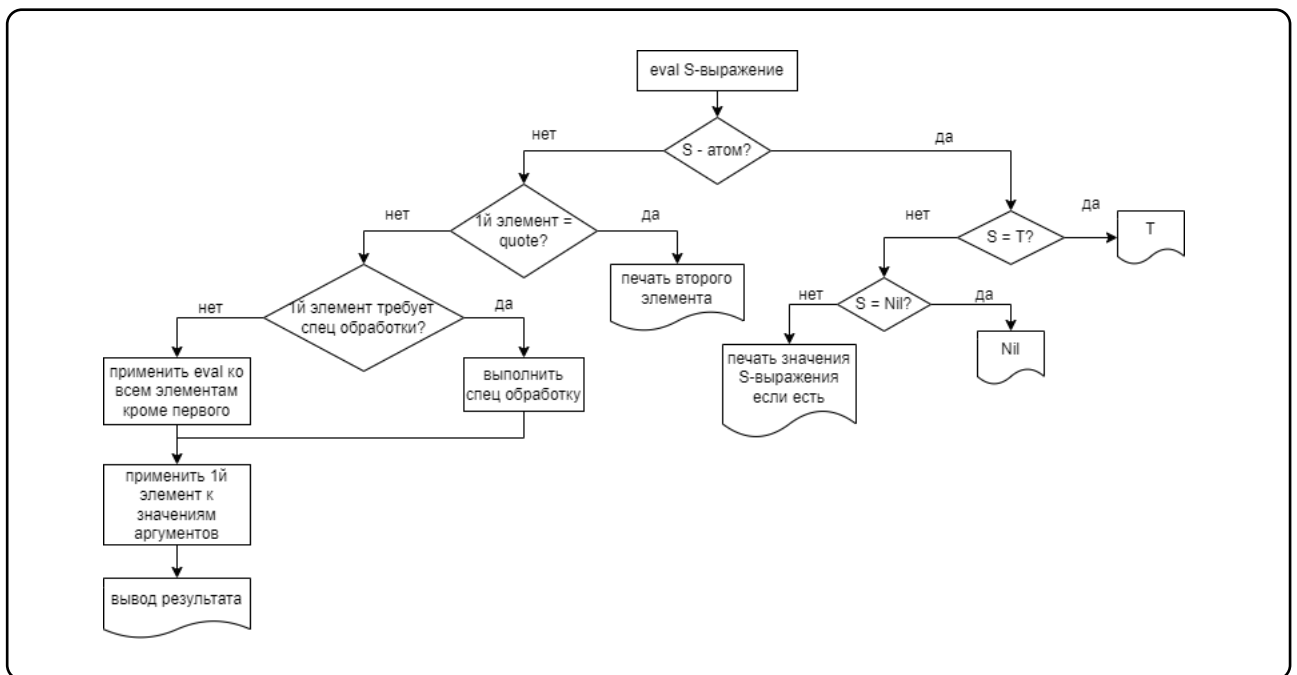 eval S-выражение
нет
S - атом?
да
нет
1й элемент =
quote?
да
нет
S = T?
да
T
нет
1й элемент требует
спец обработки?
да
печать второго
элемента
нет
S = Nil?
да
применить eval ко
всем элементам
кроме первого
выполнить
спец обработку
печать значения
S-выражения
если есть
Nil
применить 1й
элемент к
значениям
аргументов
вывод результата